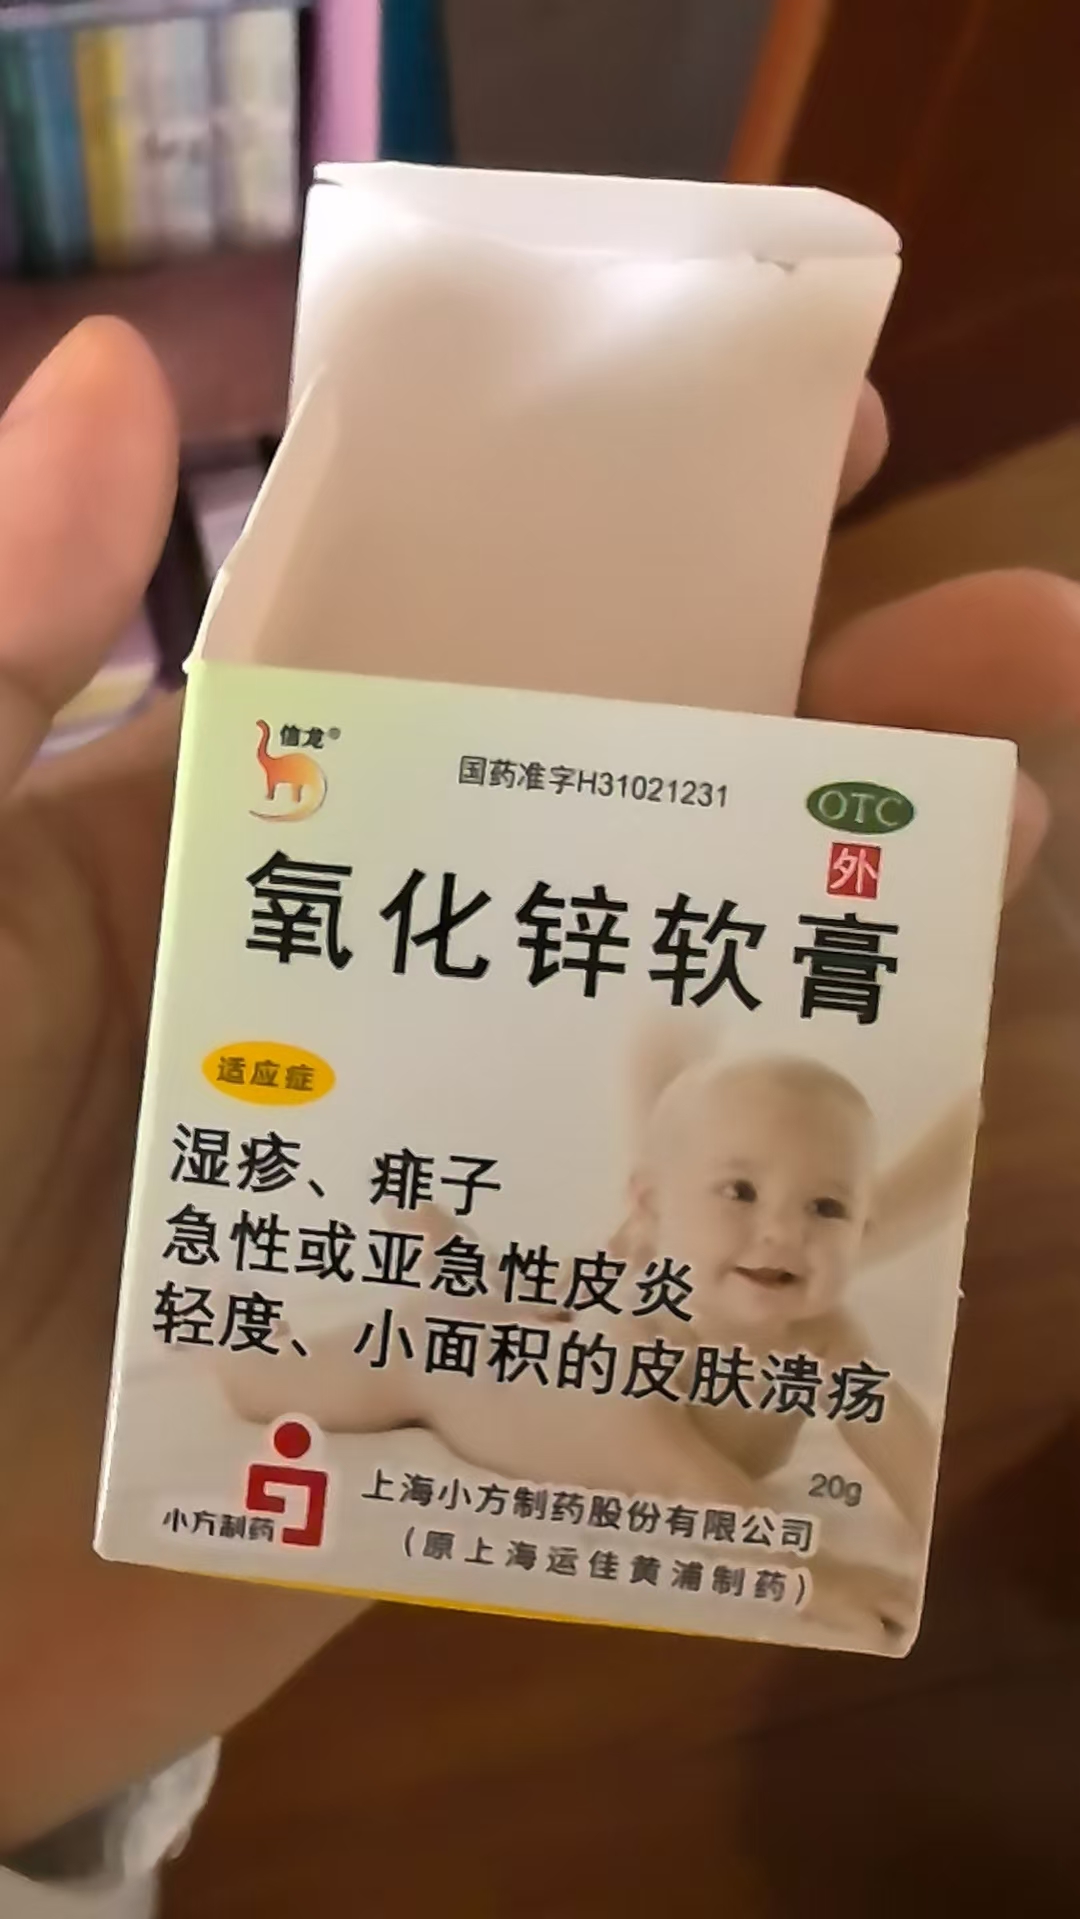 信龙®
国药准字H31021231
OTC
外
氧化锌软膏
适应症
湿疹、痱子
急性或亚急性皮炎
轻度、小面积的皮肤溃疡
20g
小方制药
上海小方制药股份有限公司
(原上海运佳黄浦制药)